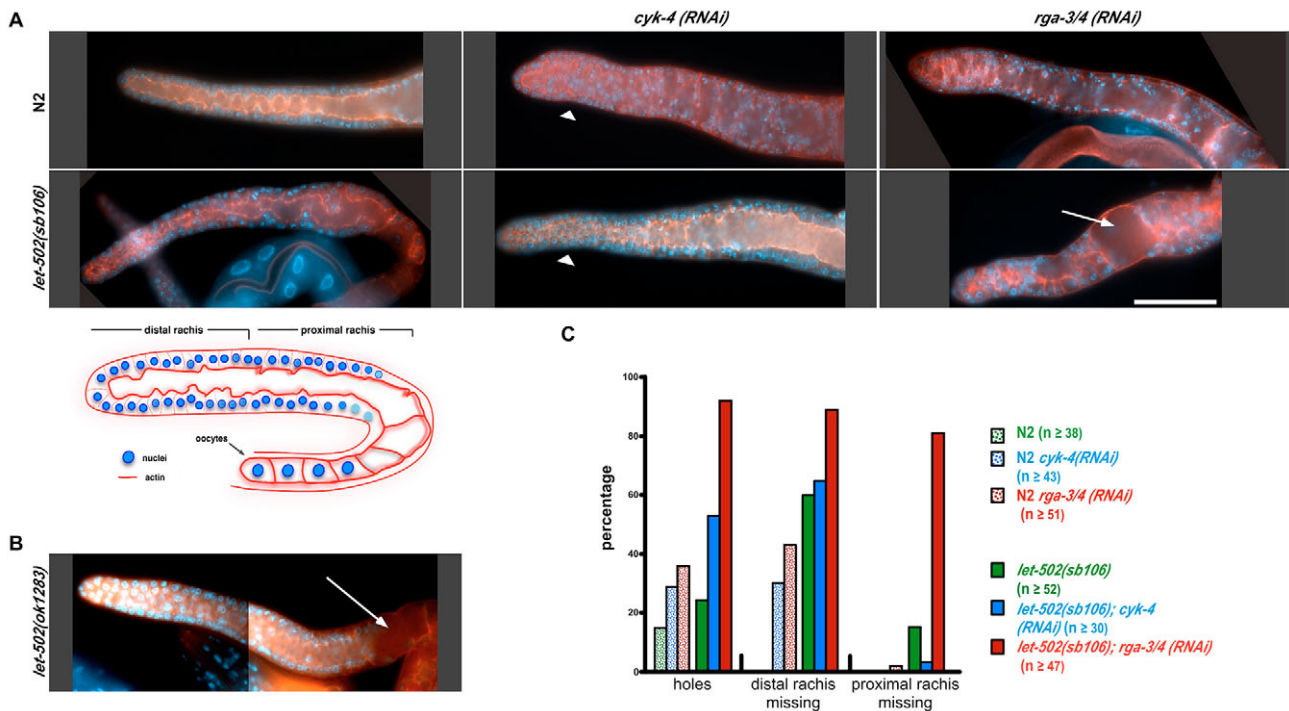 A
cyk-4 (RNAi)
rga-3/4 (RNAi)
N2
let-502(sb106)
distal rachis
proximal rachis
oocytes
nuclei
actin
B
let-502(ok1283)
C
percentage
100
80
60
40
20
0
holes
distal rachis
missing
proximal rachis
missing
N2 (n ≥ 38)
N2 cyk-4(RNAi)
(n ≥ 43)
N2 rga-3/4 (RNAi)
(n ≥ 51)
let-502(sb106)
(n ≥ 52)
let-502(sb106); cyk-4
(RNAi) (n ≥ 30)
let-502(sb106); rga-3/4 (RNAi)
(n ≥ 47)